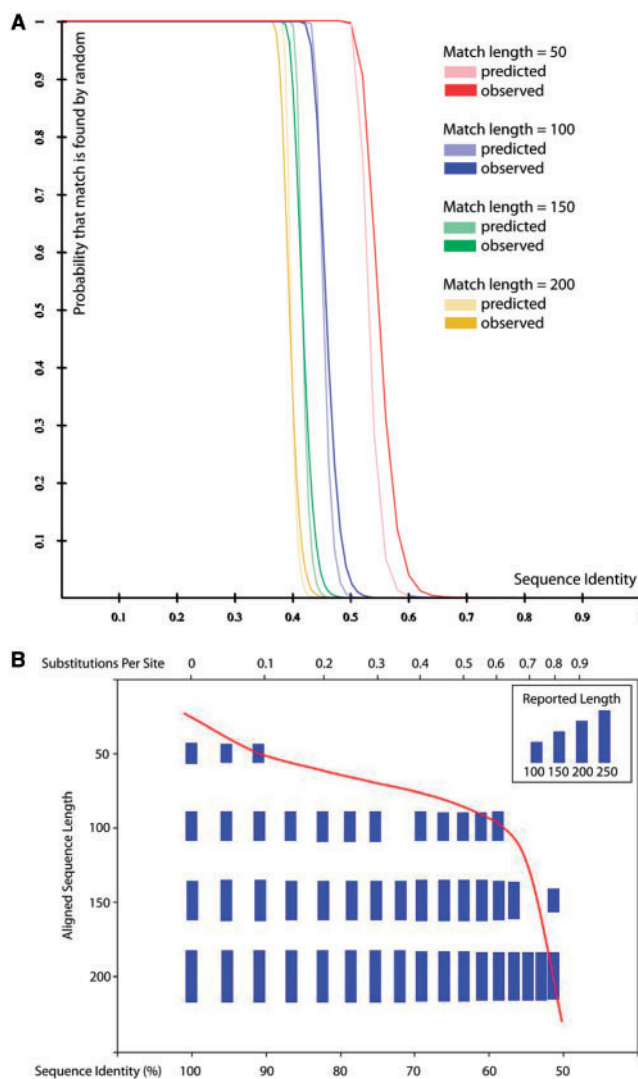 A
Probability that match is found by random
1
0.9
0.8
0.7
0.6
0.5
0.4
0.3
0.2
0.1
Match length = 50
predicted
observed
Match length = 100
predicted
observed
Match length = 150
predicted
observed
Match length = 200
predicted
observed
Sequence Identity
0.1 0.2 0.3 0.4 0.5 0.6 0.7 0.8 0.9
B
Substitutions Per Site 0 0.1 0.2 0.3 0.4 0.5 0.6 0.7 0.8 0.9
Reported Length
100 150 200 250
Aligned Sequence Length
50
100
150
200
Sequence Identity (%) 100 90 80 70 60 50